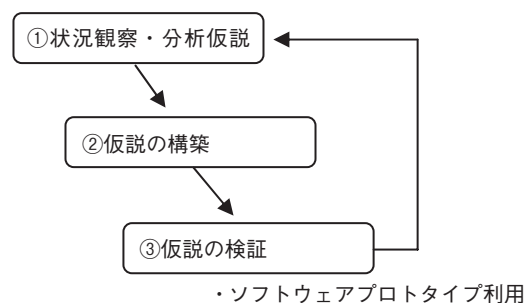 ①状況観察・分析仮説
②仮説の構築
③仮説の検証
・ソフトウェアプロトタイプ利用